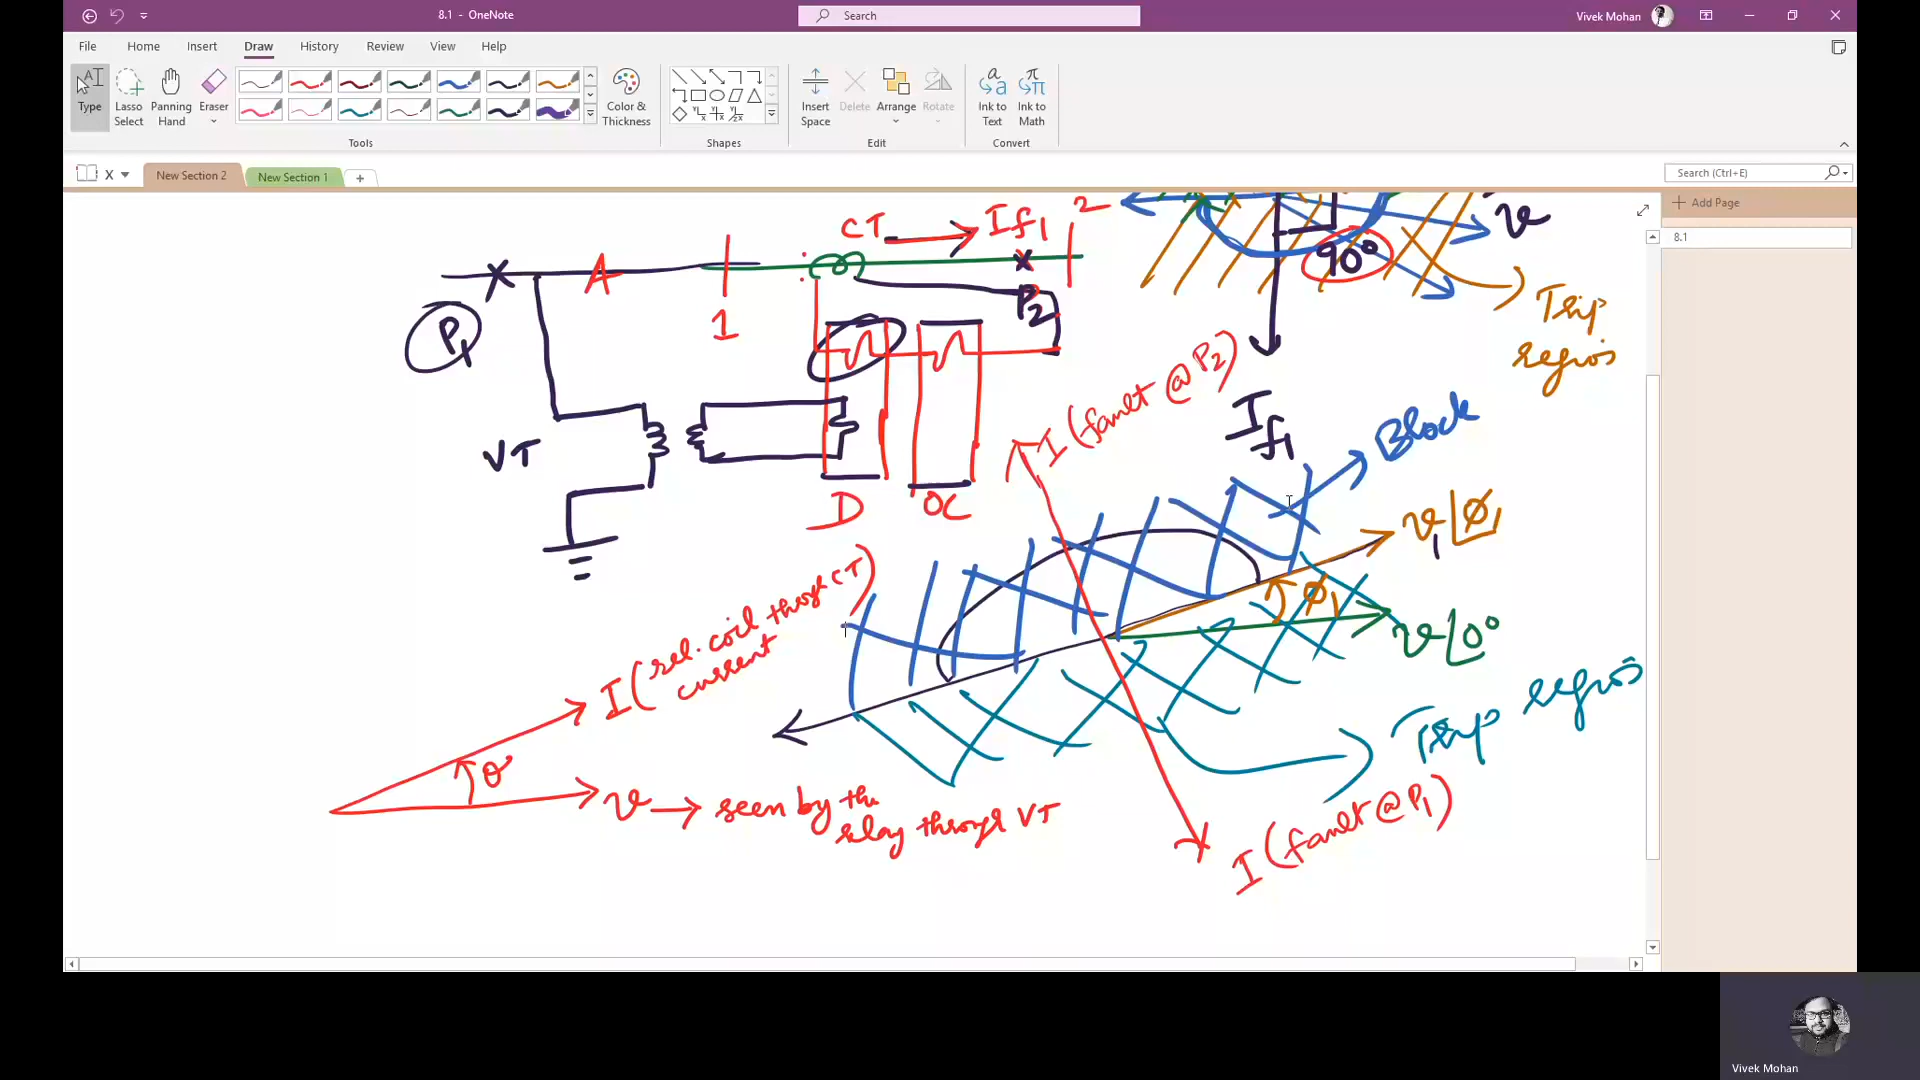 8.1 - OneNote
Search
Vivek Mohan
File
Home
Insert
Draw
History
Review
View
Help
Type
Lasso
Select
Panning
Hand
Eraser
Color &
Thickness
Insert
Space
Delete
Arrange
Rotate
Ink to
Text
Ink to
Math
Tools
Shapes
Edit
Convert
X
New Section 2
New Section 1
Search (Ctrl+E)
Add Page
8.1
CT
If1
2
A
1
P1
P2
VT
D
OC
90°
v
Trip
If1
I (fault @ P2)
Block
v1∠Φ1
Φ1
v∠0°
Trip
I (fault @ P1)
I (rel. coil through CT)
current
θ
v → seen by the
relay through VT
Vivek Mohan